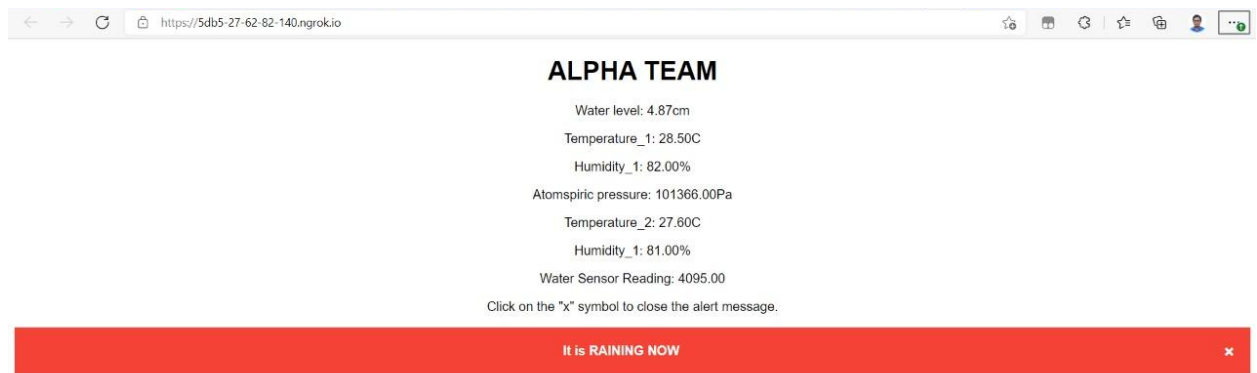 https://5db5-27-62-82-140.ngrok.io
ALPHA TEAM
Water level: 4.87cm
Temperature_1: 28.50C
Humidity_1: 82.00%
Atomspiric pressure: 101366.00Pa
Temperature_2: 27.60C
Humidity_1: 81.00%
Water Sensor Reading: 4095.00
Click on the "x" symbol to close the alert message.
It is RAINING NOW ×